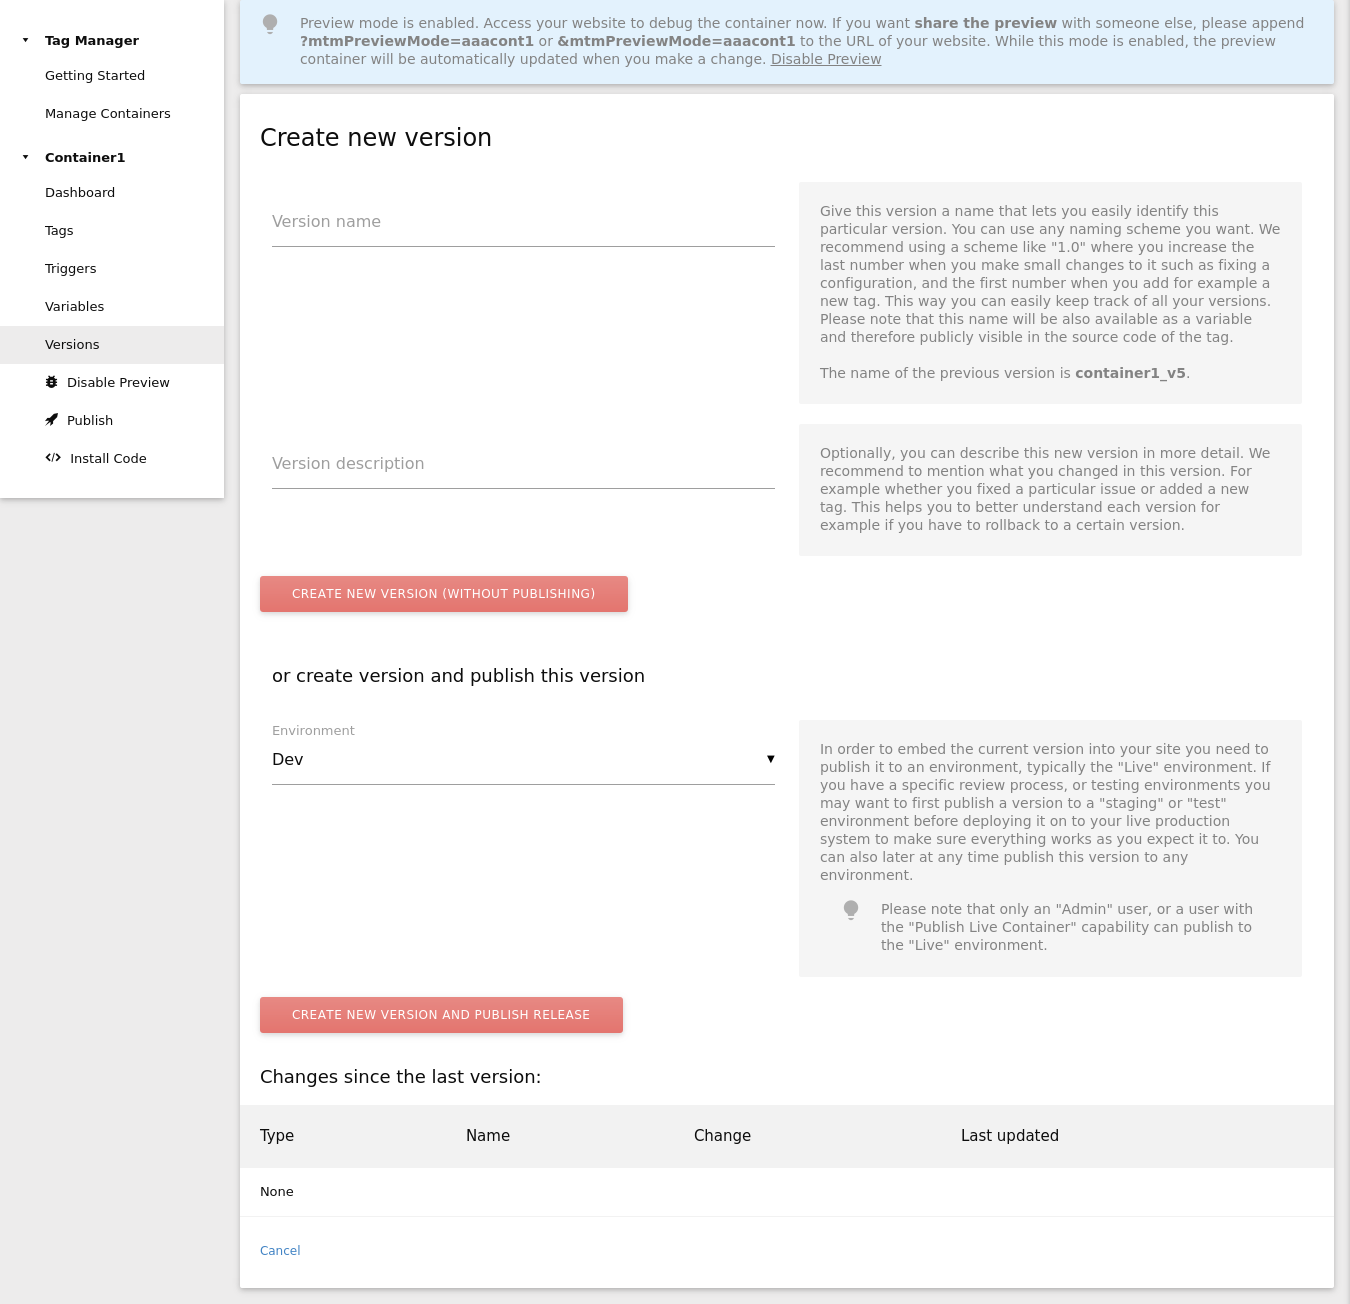 Tag Manager
Getting Started
Manage Containers
Container1
Dashboard
Tags
Triggers
Variables
Versions
Disable Preview
Publish
Install Code
Preview mode is enabled. Access your website to debug the container now. If you want share the preview with someone else, please append
?mtmPreviewMode=aaacont1 or &mtmPreviewMode=aaacont1 to the URL of your website. While this mode is enabled, the preview
container will be automatically updated when you make a change. Disable Preview
Create new version
Version name
Give this version a name that lets you easily identify this
particular version. You can use any naming scheme you want. We
recommend using a scheme like "1.0" where you increase the
last number when you make small changes to it such as fixing a
configuration, and the first number when you add for example a
new tag. This way you can easily keep track of all your versions.
Please note that this name will be also available as a variable
and therefore publicly visible in the source code of the tag.
The name of the previous version is container1_v5.
Version description
Optionally, you can describe this new version in more detail. We
recommend to mention what you changed in this version. For
example whether you fixed a particular issue or added a new
tag. This helps you to better understand each version for
example if you have to rollback to a certain version.
CREATE NEW VERSION (WITHOUT PUBLISHING)
or create version and publish this version
Environment
Dev
In order to embed the current version into your site you need to
publish it to an environment, typically the "Live" environment. If
you have a specific review process, or testing environments you
may want to first publish a version to a "staging" or "test"
environment before deploying it on to your live production
system to make sure everything works as you expect it to. You
can also later at any time publish this version to any
environment.
Please note that only an "Admin" user, or a user with
the "Publish Live Container" capability can publish to
the "Live" environment.
CREATE NEW VERSION AND PUBLISH RELEASE
Changes since the last version:
Type Name Change Last updated
None
Cancel